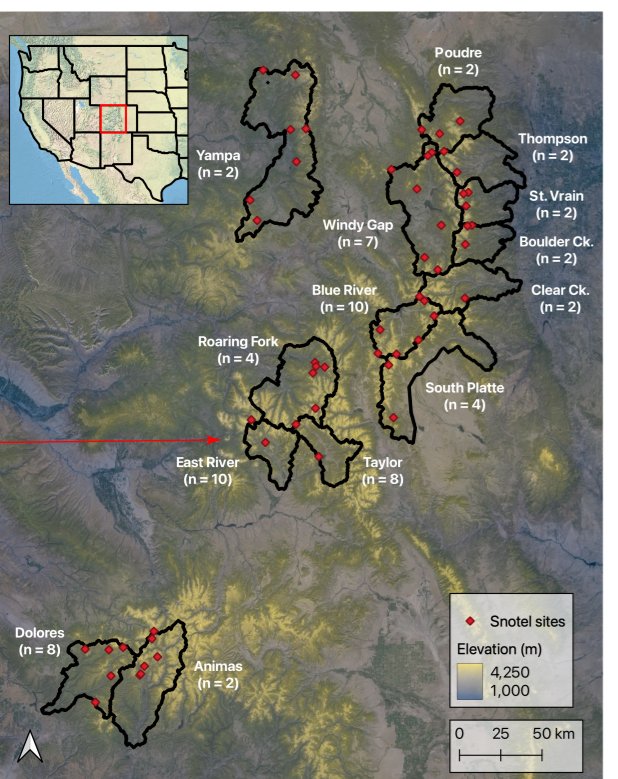 Poudre
(n = 2)
Thompson
(n = 2)
Yampa
(n = 2)
St. Vrain
(n = 2)
Windy Gap
(n = 7)
Boulder Ck.
(n = 2)
Blue River
(n = 10)
Clear Ck.
(n = 2)
Roaring Fork
(n = 4)
South Platte
(n = 4)
East River
(n = 10)
Taylor
(n = 8)
Dolores
(n = 8)
Animas
(n = 2)
Snotel sites
Elevation (m)
4,250
1,000
0 25 50 km